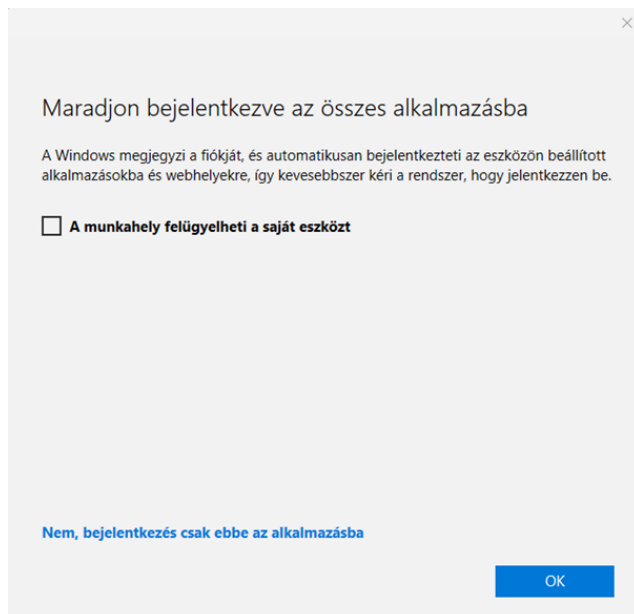 Maradjon bejelentkezve az összes alkalmazásba
A Windows megjegyzi a fiókját, és automatikusan bejelentkezteti az eszközön beállított
alkalmazásokba és webhelyekre, így kevesebbszer kéri a rendszer, hogy jelentkezzen be.
A munkahely felügyelheti a saját eszközt
Nem, bejelentkezés csak ebbe az alkalmazásba
OK